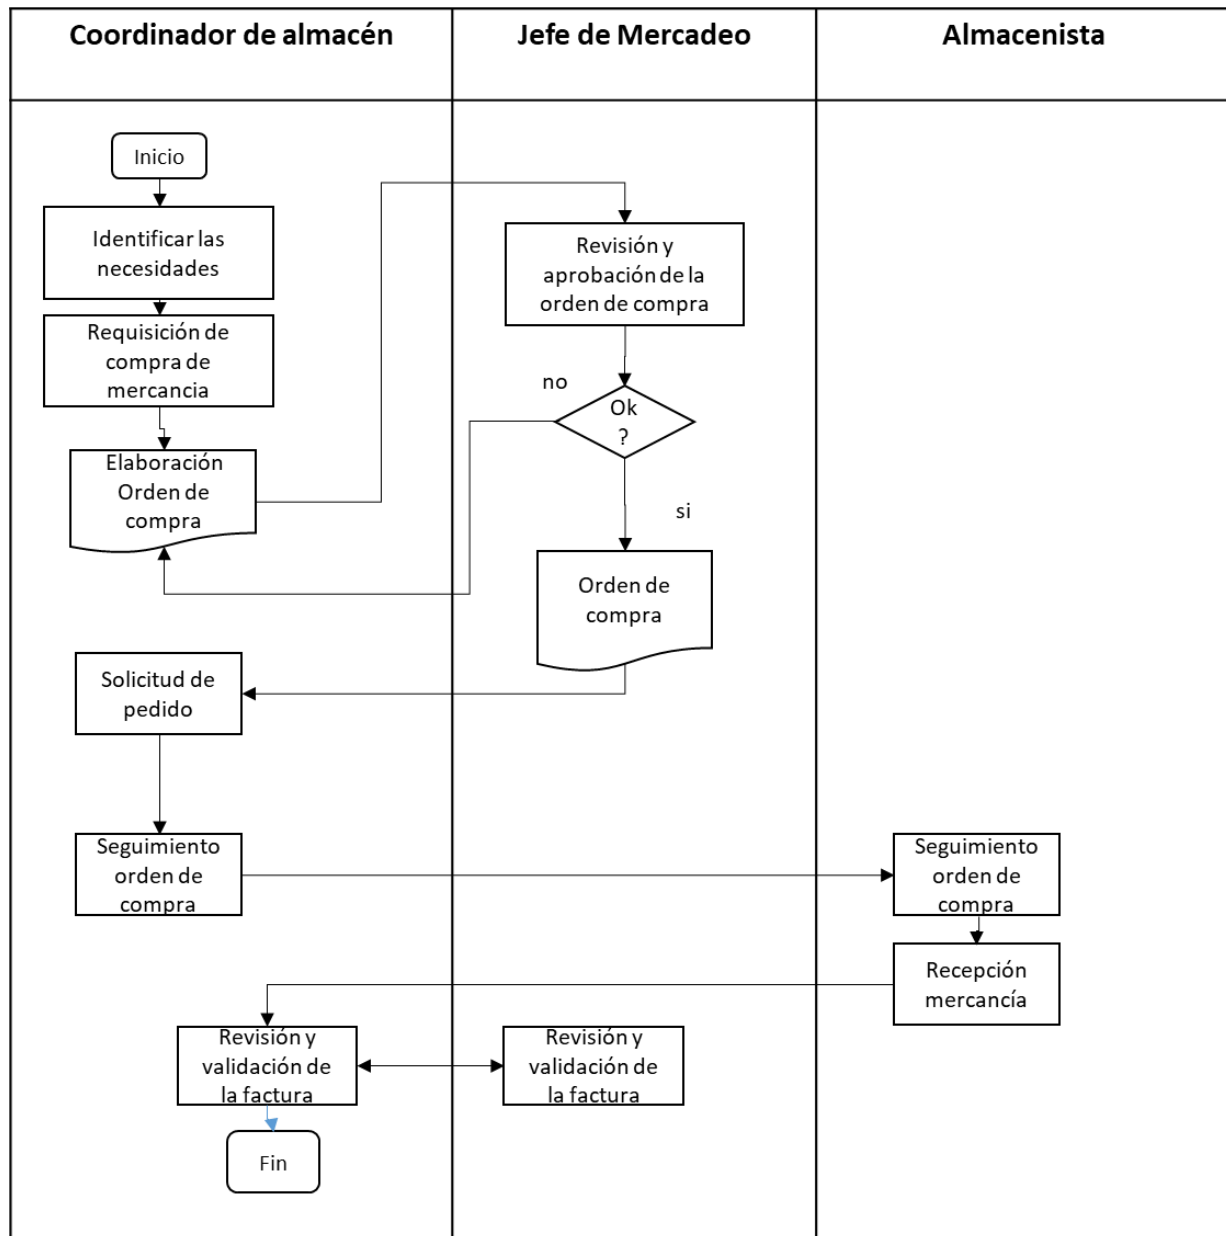 Coordinador de almacén
Jefe de Mercadeo
Almacenista
Inicio
Identificar las
necesidades
Requisición de
compra de
mercancia
Elaboración
Orden de
compra
Revisión y
aprobación de la
orden de compra
no
Ok
?
si
Orden de
compra
Solicitud de
pedido
Seguimiento
orden de
compra
Seguimiento
orden de
compra
Recepción
mercancía
Revisión y
validación de
la factura
Revisión y
validación de
la factura
Fin